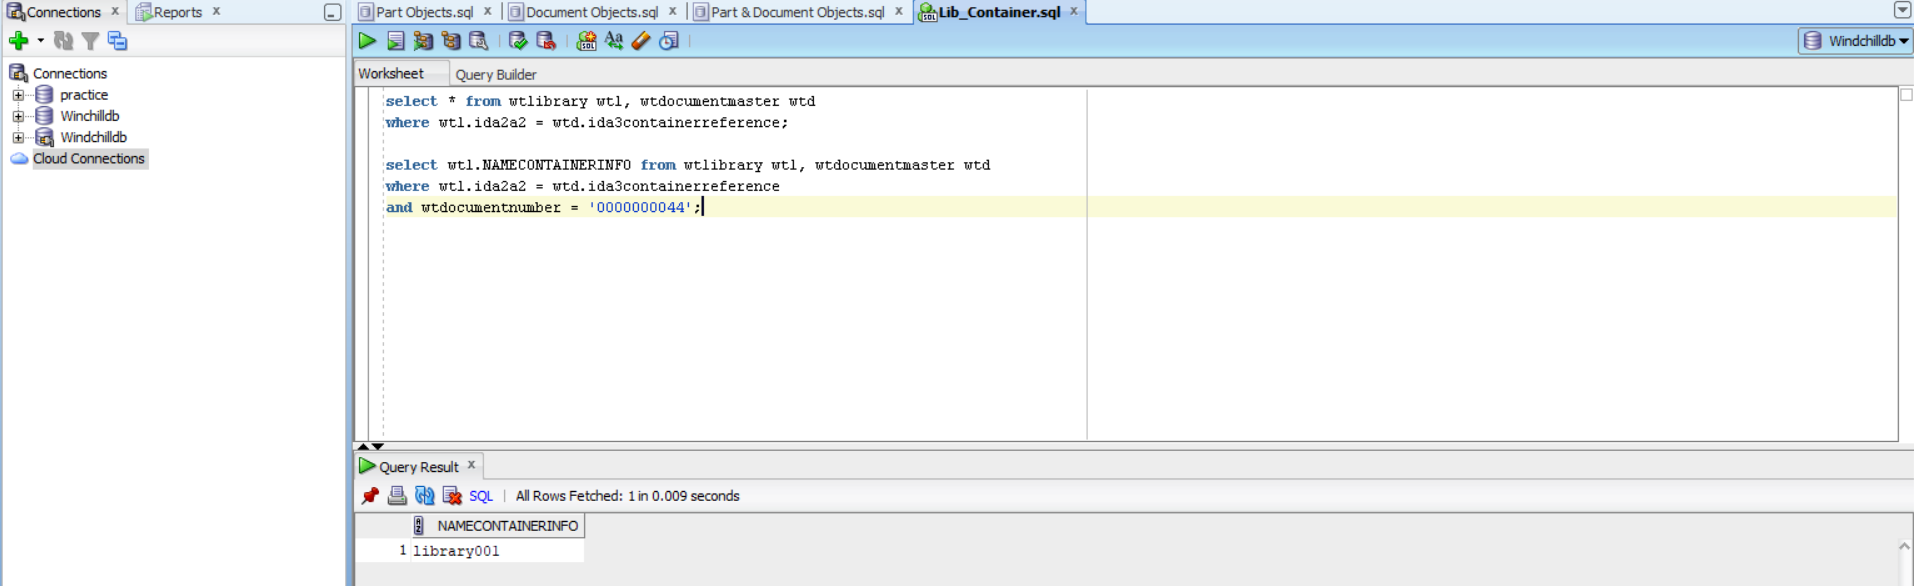 Connections x Reports x
Part Objects.sql x Document Objects.sql x Part & Document Objects.sql x Lib_Container.sql x
SQL Aa Windchilldb
Connections
practice
Winchilldb
Windchilldb
Cloud Connections
Worksheet Query Builder
select * from wtlibrary wtl, wtdocumentmaster wtd
where wtl.ida2a2 = wtd.ida3containerreference;
select wtl.NAMECONTAINERINFO from wtlibrary wtl, wtdocumentmaster wtd
where wtl.ida2a2 = wtd.ida3containerreference
and wtdocumentnumber = '0000000044';
Query Result x
SQL | All Rows Fetched: 1 in 0.009 seconds
NAMECONTAINERINFO
1 library001